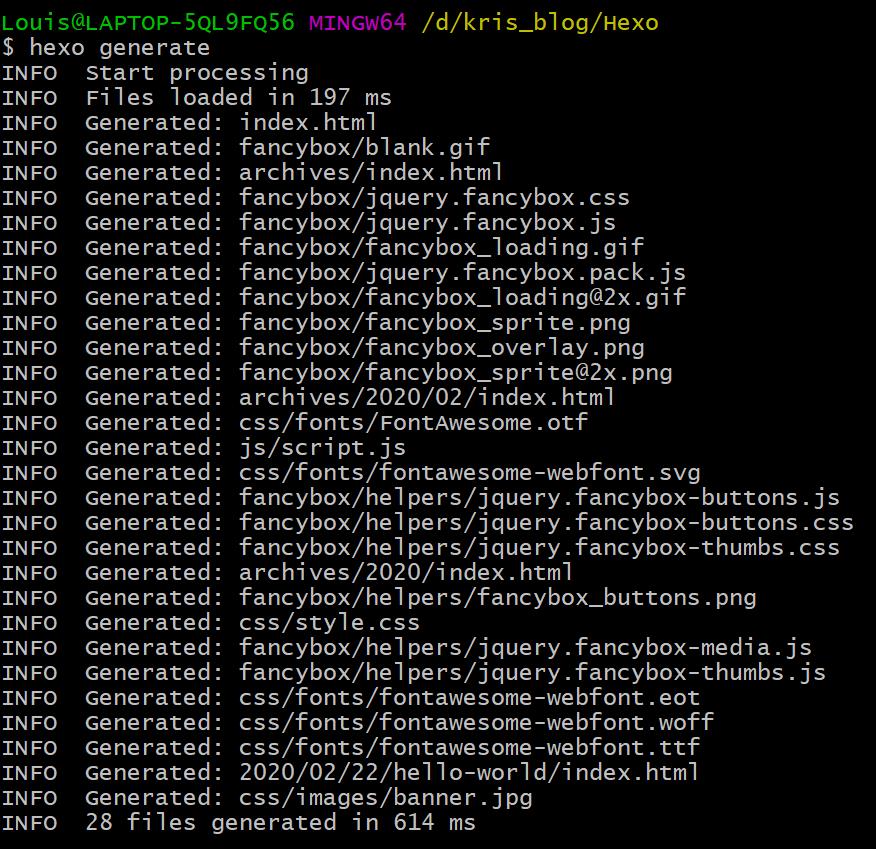 Louis@LAPTOP-5QL9FQ56 MINGW64 /d/kris_blog/Hexo
$ hexo generate
INFO  Start processing
INFO  Files loaded in 197 ms
INFO  Generated: index.html
INFO  Generated: fancybox/blank.gif
INFO  Generated: archives/index.html
INFO  Generated: fancybox/jquery.fancybox.css
INFO  Generated: fancybox/jquery.fancybox.js
INFO  Generated: fancybox/fancybox_loading.gif
INFO  Generated: fancybox/jquery.fancybox.pack.js
INFO  Generated: fancybox/fancybox_loading@2x.gif
INFO  Generated: fancybox/fancybox_sprite.png
INFO  Generated: fancybox/fancybox_overlay.png
INFO  Generated: fancybox/fancybox_sprite@2x.png
INFO  Generated: archives/2020/02/index.html
INFO  Generated: css/fonts/FontAwesome.otf
INFO  Generated: js/script.js
INFO  Generated: css/fonts/fontawesome-webfont.svg
INFO  Generated: fancybox/helpers/jquery.fancybox-buttons.js
INFO  Generated: fancybox/helpers/jquery.fancybox-buttons.css
INFO  Generated: fancybox/helpers/jquery.fancybox-thumbs.css
INFO  Generated: archives/2020/index.html
INFO  Generated: fancybox/helpers/fancybox_buttons.png
INFO  Generated: css/style.css
INFO  Generated: fancybox/helpers/jquery.fancybox-media.js
INFO  Generated: fancybox/helpers/jquery.fancybox-thumbs.js
INFO  Generated: css/fonts/fontawesome-webfont.eot
INFO  Generated: css/fonts/fontawesome-webfont.woff
INFO  Generated: css/fonts/fontawesome-webfont.ttf
INFO  Generated: 2020/02/22/hello-world/index.html
INFO  Generated: css/images/banner.jpg
INFO  28 files generated in 614 ms